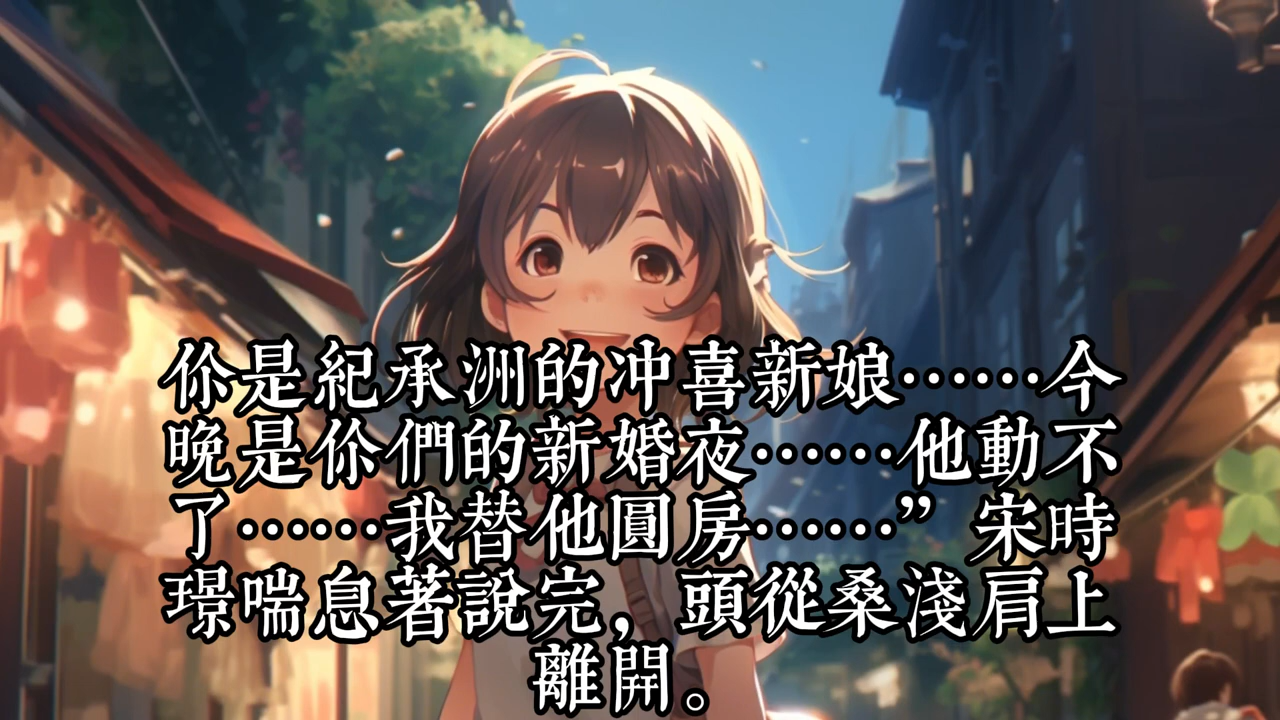 你是紀承洲的冲喜新娘……今
晚是你們的新婚夜……他動不
了……我替他圓房……”宋時
璟喘息著說完，頭從桑淺肩上
離開。